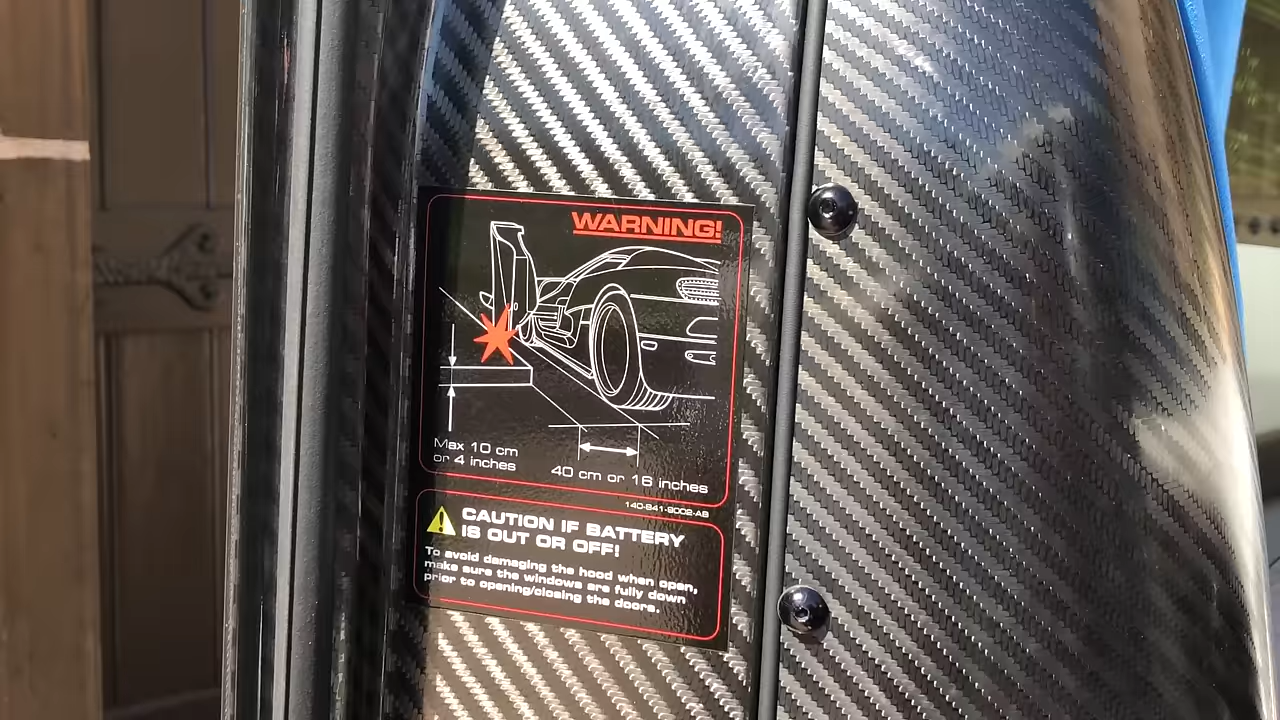 WARNING!
Max 10 cm
or 4 inches
40 cm or 16 inches
140-841-9002-AB
CAUTION IF BATTERY
IS OUT OR OFF!
To avoid damaging the hood when open,
make sure the windows are fully down
prior to opening/closing the doors.